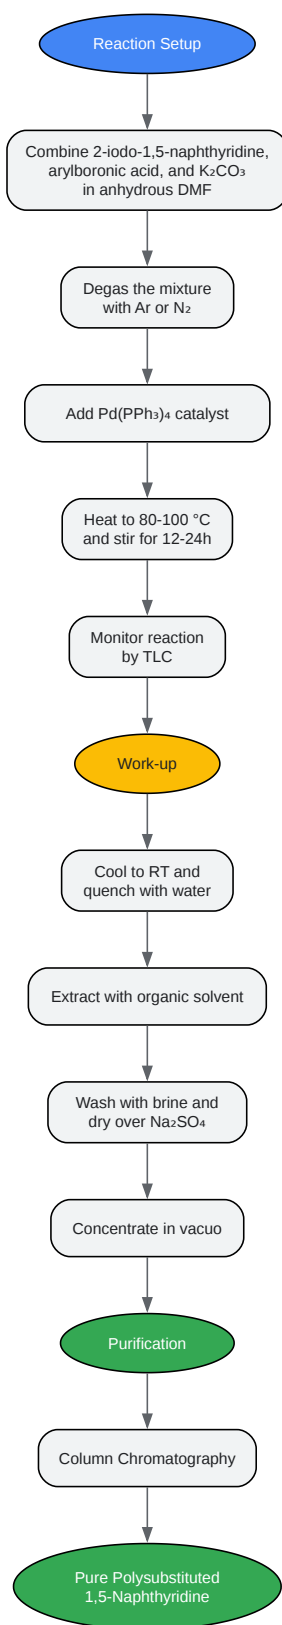 Reaction Setup
Combine 2-iodo-1,5-naphthyridine,
arylboronic acid, and K₂CO₃
in anhydrous DMF
Degas the mixture
with Ar or N₂
Add Pd(PPh₃)₄ catalyst
Heat to 80-100 °C
and stir for 12-24h
Monitor reaction
by TLC
Work-up
Cool to RT and
quench with water
Extract with organic solvent
Wash with brine and
dry over Na₂SO₄
Concentrate in vacuo
Purification
Column Chromatography
Pure Polysubstituted
1,5-Naphthyridine